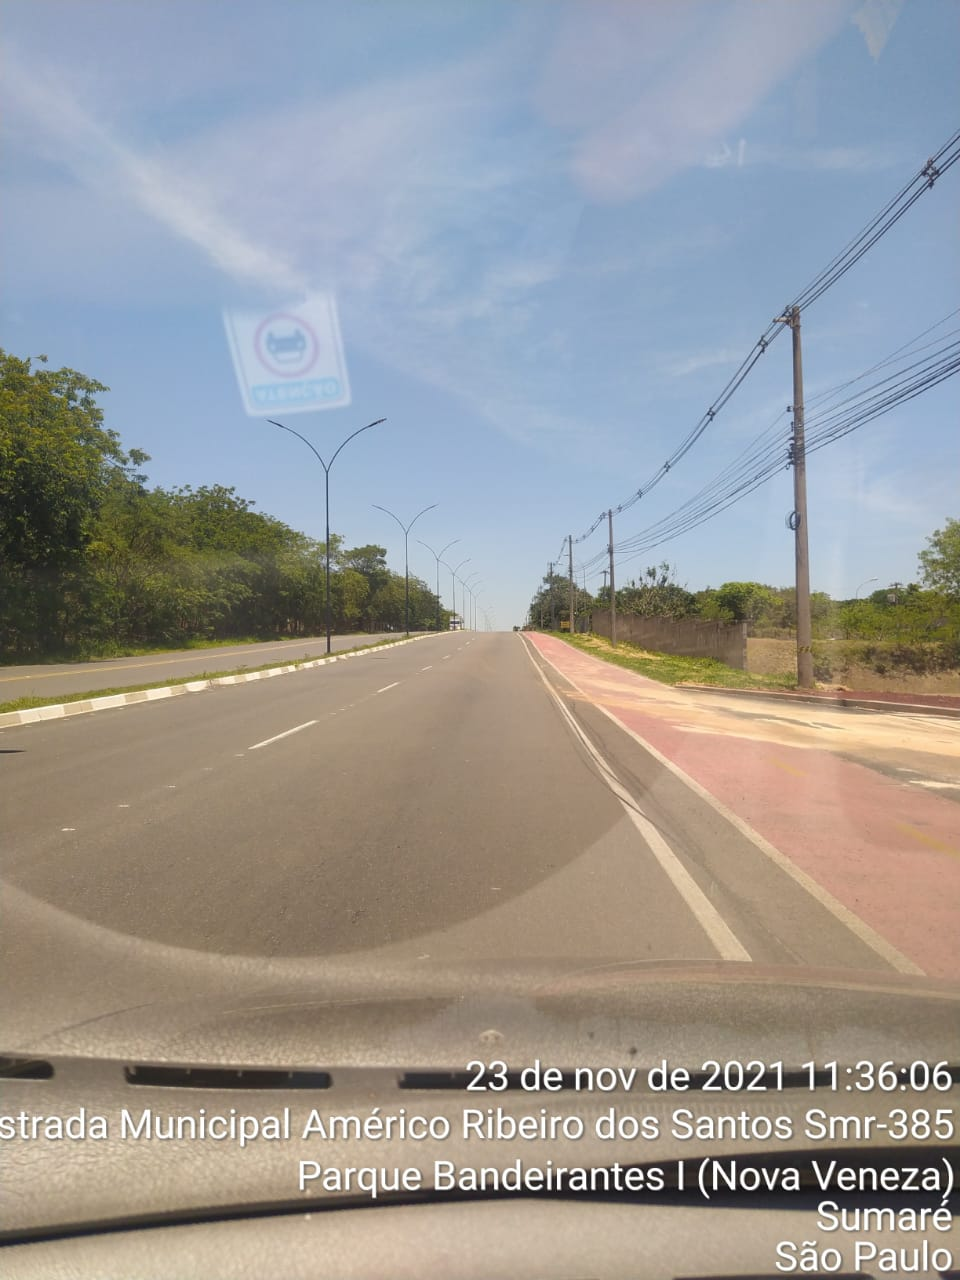 ATENÇÃO
23 de nov de 2021 11:36:06
strada Municipal Américo Ribeiro dos Santos Smr-385
Parque Bandeirantes I (Nova Veneza)
Sumaré
São Paulo